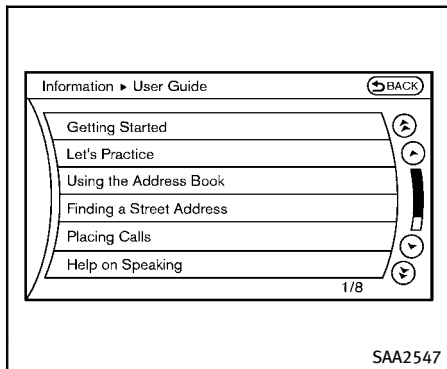 Information ▸ User Guide
BACK
Getting Started
Let's Practice
Using the Address Book
Finding a Street Address
Placing Calls
Help on Speaking
1/8
SAA2547